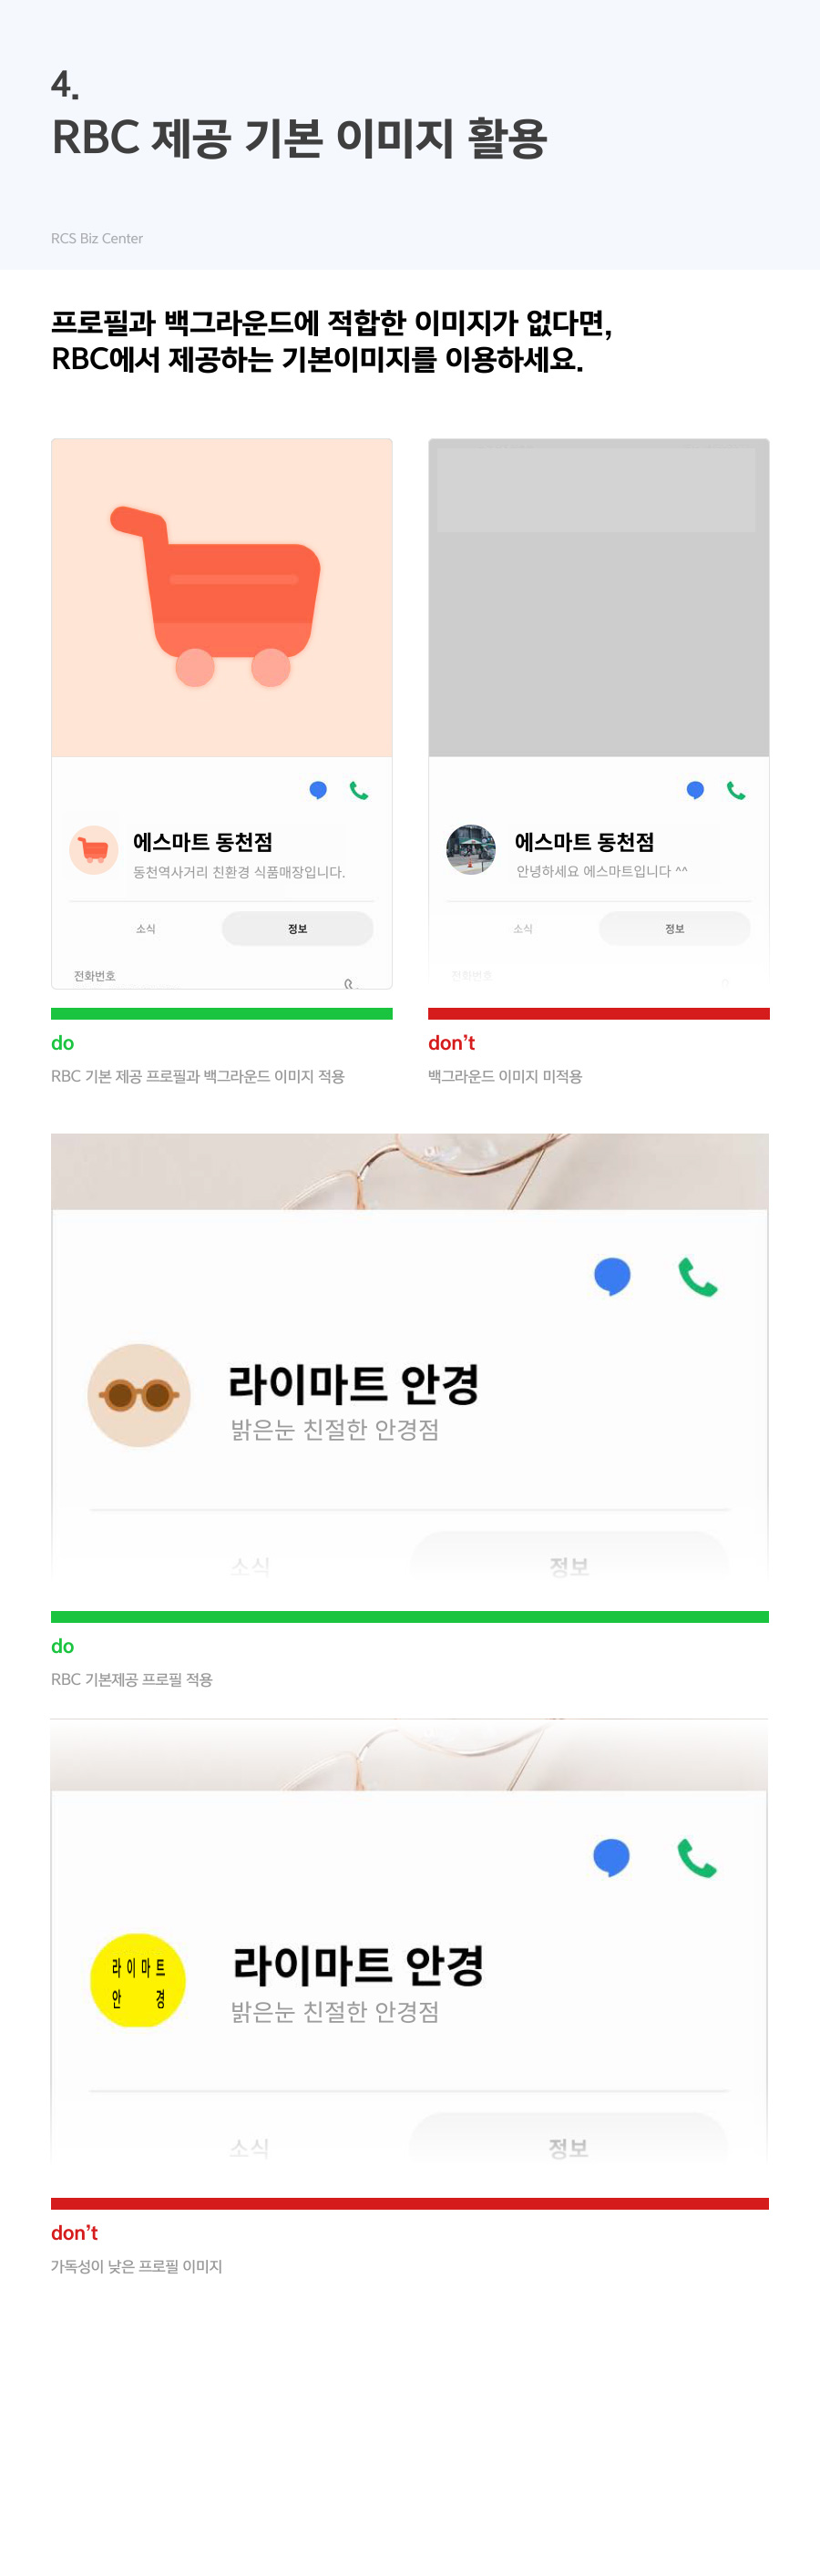 4.
RBC 제공 기본 이미지 활용
RCS Biz Center
프로필과 백그라운드에 적합한 이미지가 없다면,
RBC에서 제공하는 기본이미지를 이용하세요.
에스마트 동천점
동천역사거리 친환경 식품매장입니다.
소식
정보
전화번호
do
RBC 기본 제공 프로필과 백그라운드 이미지 적용
에스마트 동천점
안녕하세요 에스마트입니다 ^^
소식
정보
전화번호
don't
백그라운드 이미지 미적용
라이마트 안경
밝은눈 친절한 안경점
소식
정보
do
RBC 기본제공 프로필 적용
라이마트
안 경
라이마트 안경
밝은눈 친절한 안경점
소식
정보
don't
가독성이 낮은 프로필 이미지